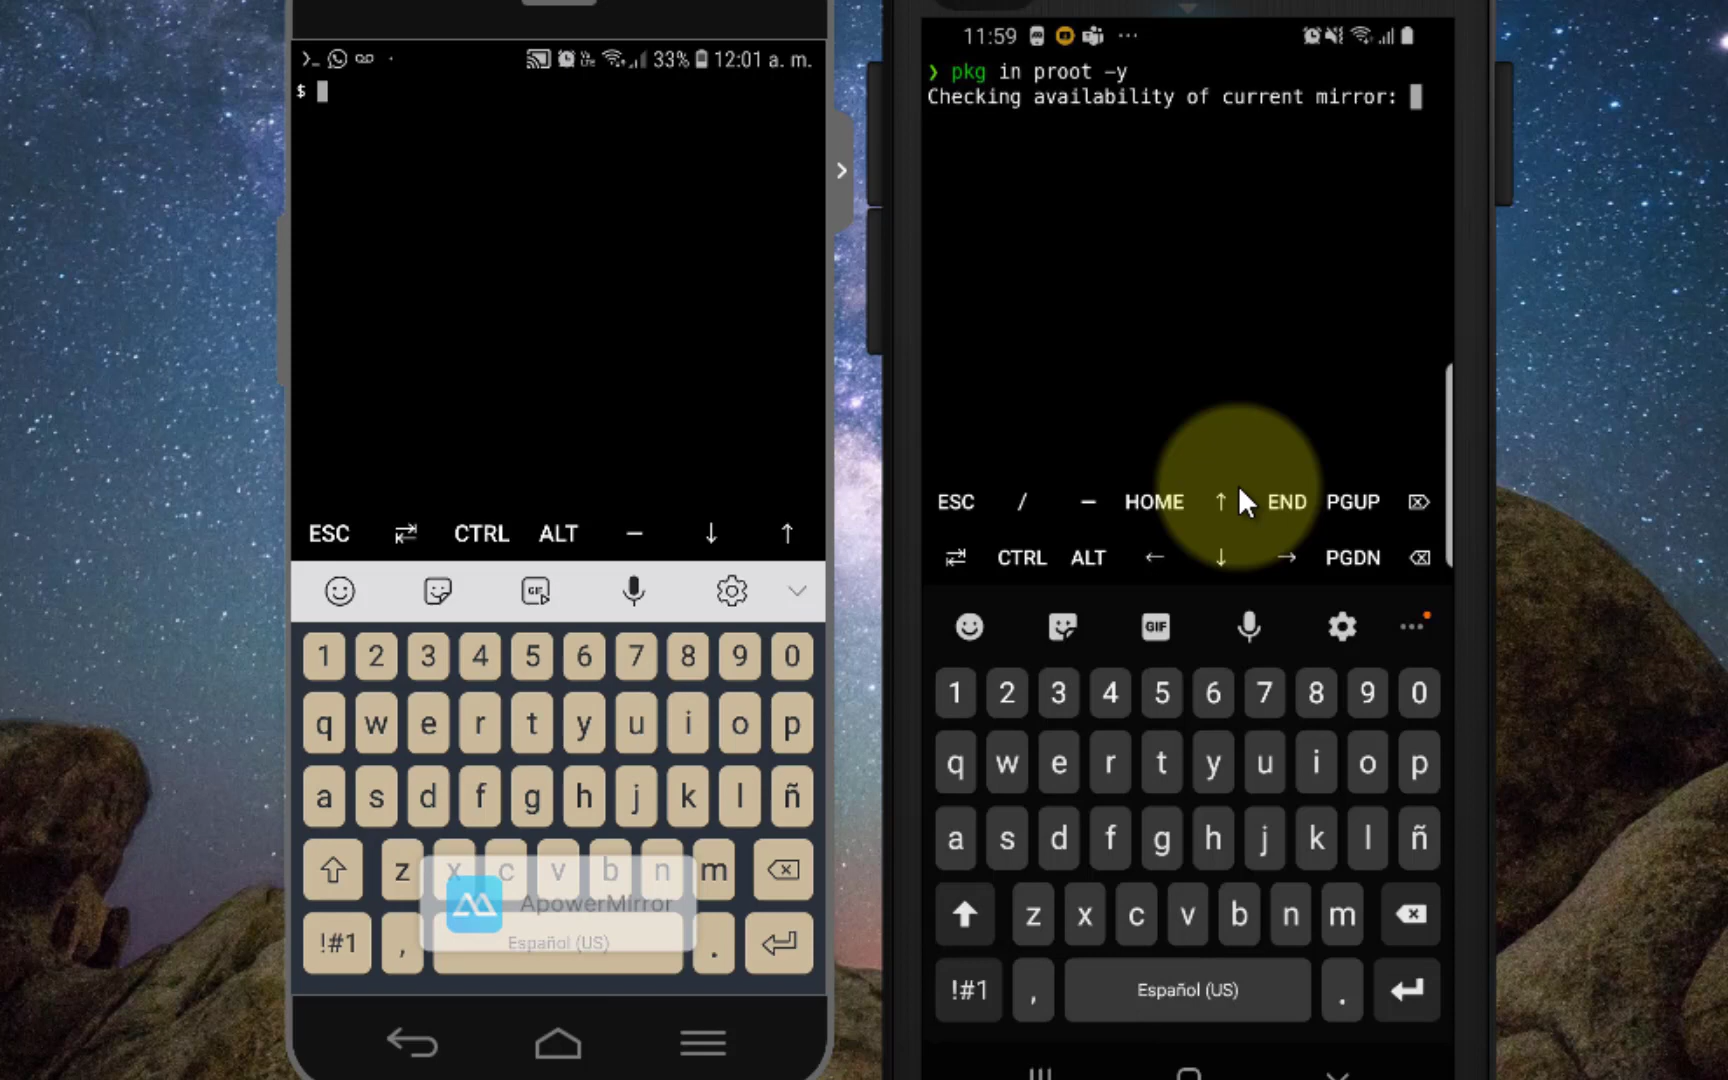 33% 12:01 a. m.
$
ESC CTRL ALT — ↓ ↑
GIF
1 2 3 4 5 6 7 8 9 0
q w e r t y u i o p
a s d f g h j k l ñ
z x c v b n m
ApowerMirror
!#1 , Español (US) .
11:59 ...
❯ pkg in proot -y
Checking availability of current mirror:
ESC / — HOME ↑ END PGUP
CTRL ALT ← ↓ → PGDN
GIF ...
1 2 3 4 5 6 7 8 9 0
q w e r t y u i o p
a s d f g h j k l ñ
z x c v b n m
!#1 , Español (US) .